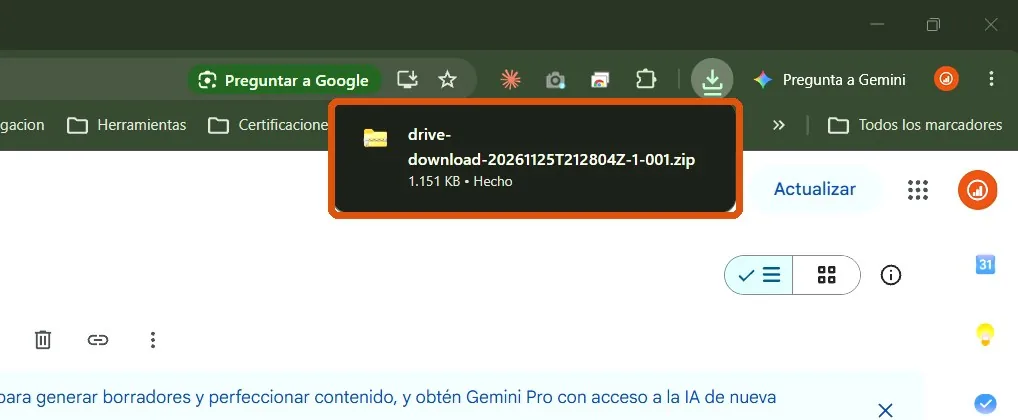 Preguntar a Google
Pregunta a Gemini
gacion
Herramientas
Certificacione
Todos los marcadores
drive-
download-20261125T212804Z-1-001.zip
1.151 KB • Hecho
Actualizar
31
para generar borradores y perfeccionar contenido, y obtén Gemini Pro con acceso a la IA de nueva